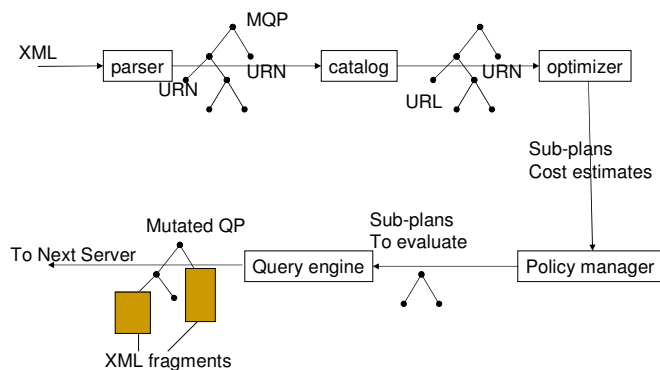 MQP
XML
parser
URN
URN
catalog
URN
URL
optimizer
Sub-plans
Cost estimates
Mutated QP
Sub-plans
To evaluate
To Next Server
Query engine
Policy manager
XML fragments